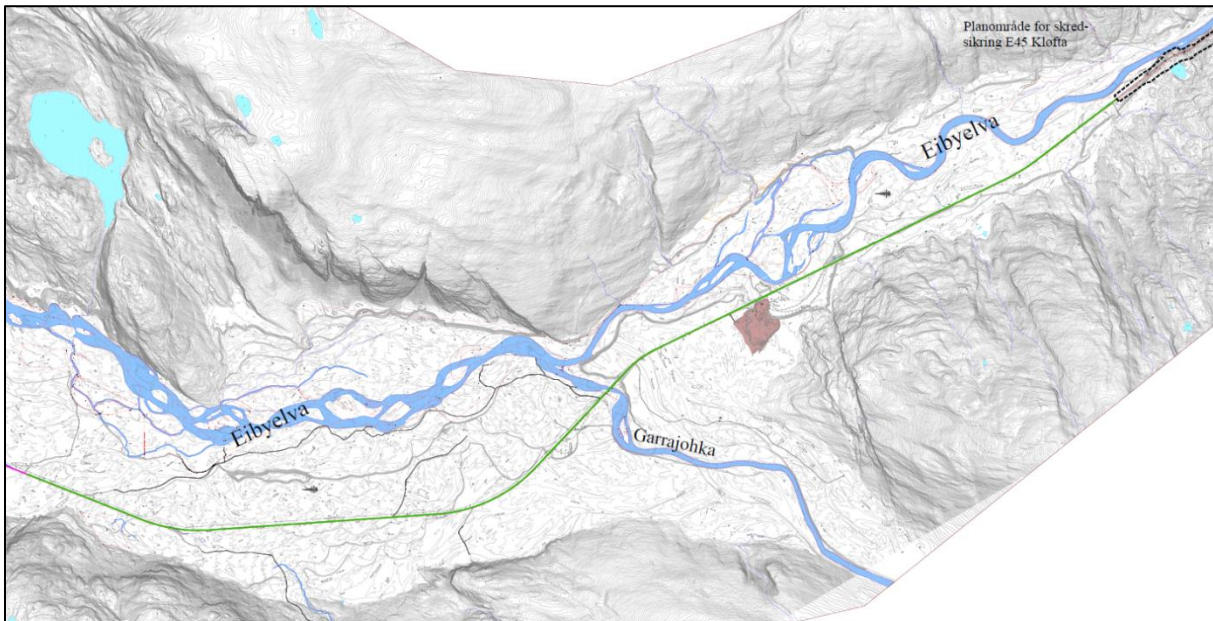 Planområde for skred-
sikring E45 Kløfta
Eibyelva
Eibyelva
Garrajohka